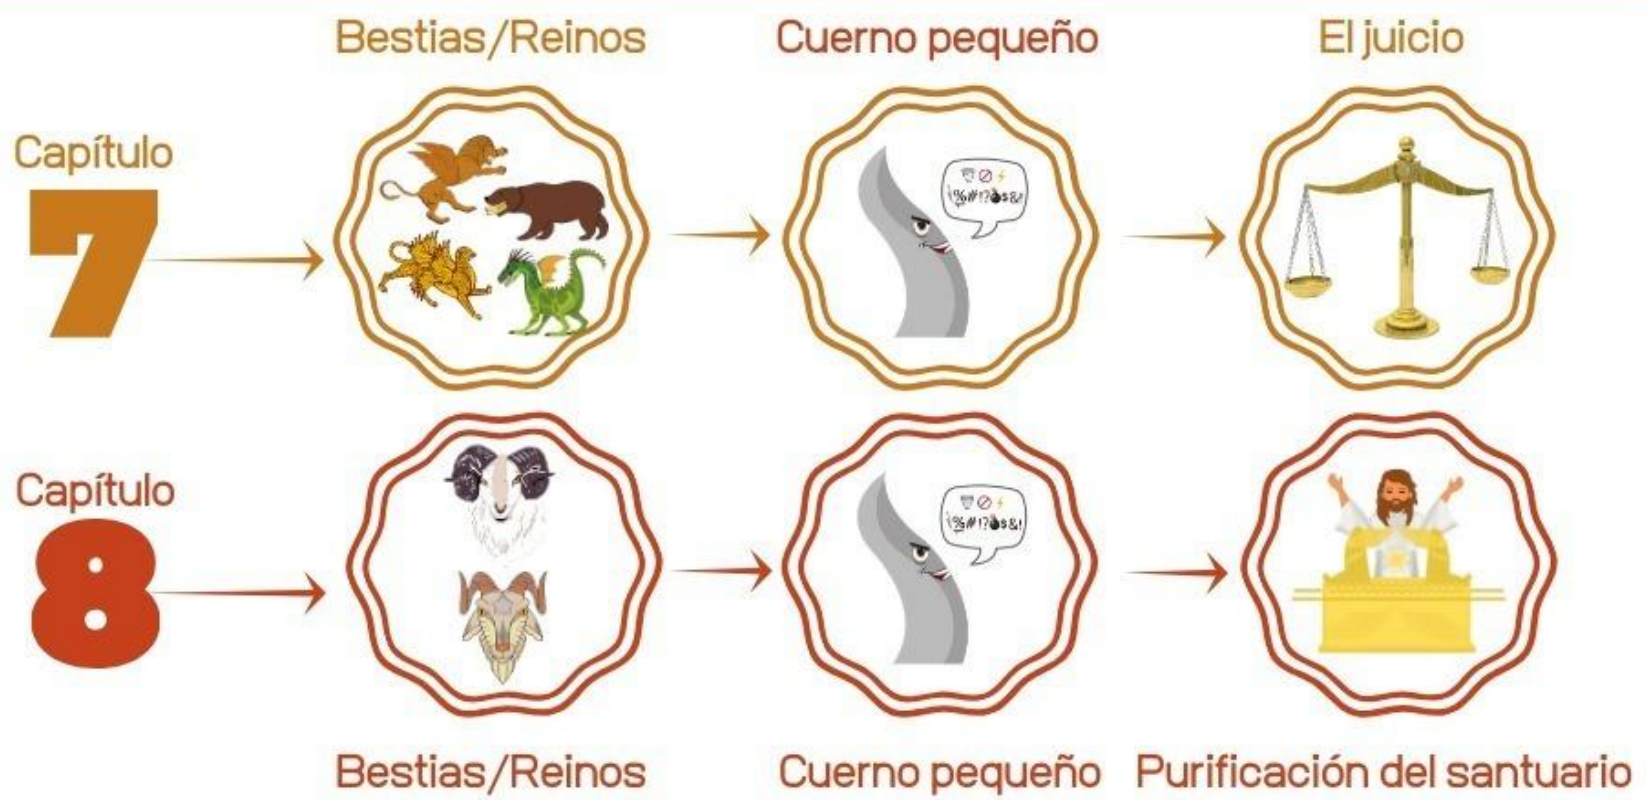 Bestias/Reinos
Cuerno pequeño
El juicio
Capítulo
7
%#!?$&!
Capítulo
8
%#!?$&!
Bestias/Reinos
Cuerno pequeño
Purificación del santuario